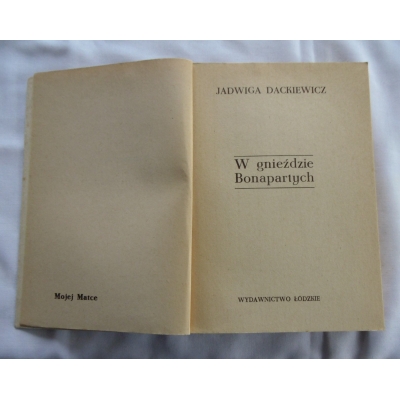 Mojej Matce
JADWIGA DACKIEWICZ
W gnieździe
Bonapartych
WYDAWNICTWO ŁÓDZKIE